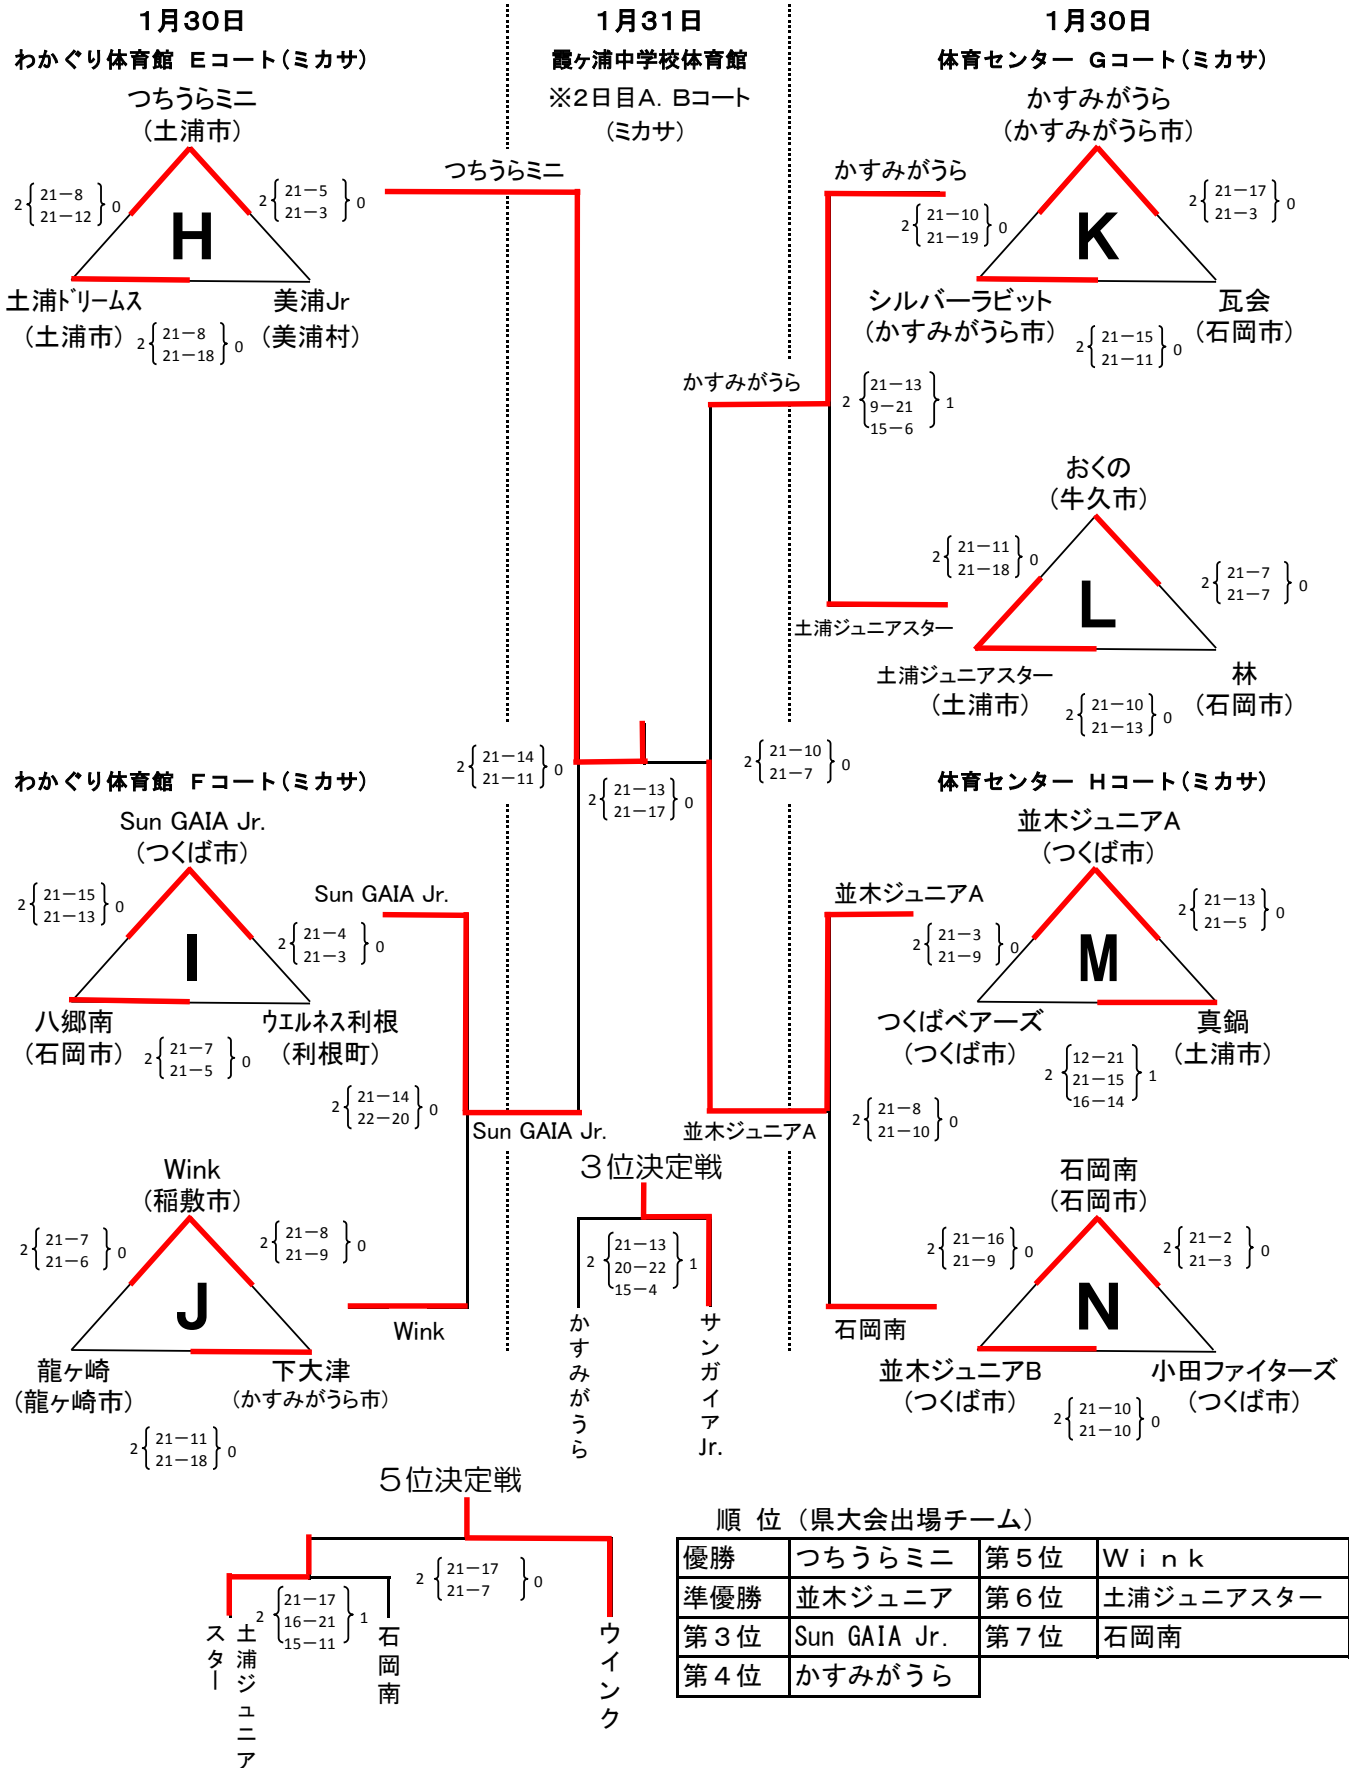 1月30日
わかぐり体育館 Eコート(ミカサ)
つちうらミニ
(土浦市)
2 21－8 0
21－12
2 21－5 0
21－3
H
土浦ドリームス
(土浦市)
美浦Jr
(美浦村)
2 21－8 0
21－18
つちうらミニ
1月31日
霞ヶ浦中学校体育館
※2日目A．Bコート
(ミカサ)
1月30日
体育センター Gコート(ミカサ)
かすみがうら
(かすみがうら市)
かすみがうら
2 21－10 0
21－19
2 21－17 0
21－3
K
シルバーラビット
(かすみがうら市)
瓦会
(石岡市)
2 21－15 0
21－11
かすみがうら
2 21－13 1
9－21
15－6
おくの
(牛久市)
2 21－11 0
21－18
2 21－7 0
21－7
L
土浦ジュニアスター
土浦ジュニアスター
(土浦市)
林
(石岡市)
2 21－10 0
21－13
2 21－14 0
21－11
2 21－13 0
21－17
2 21－10 0
21－7
わかぐり体育館 Fコート(ミカサ)
Sun GAIA Jr.
(つくば市)
2 21－15 0
21－13
2 21－4 0
21－3
I
八郷南
(石岡市)
ウエルネス利根
(利根町)
2 21－7 0
21－5
Sun GAIA Jr.
2 21－14 0
22－20
Sun GAIA Jr.
体育センター Hコート(ミカサ)
並木ジュニアA
(つくば市)
並木ジュニアA
2 21－3 0
21－9
2 21－13 0
21－5
M
つくばベアーズ
(つくば市)
真鍋
(土浦市)
2 12－21 1
21－15
16－14
2 21－8 0
21－10
並木ジュニアA
Wink
(稲敷市)
2 21－7 0
21－6
2 21－8 0
21－9
J
Wink
龍ヶ崎
(龍ヶ崎市)
下大津
(かすみがうら市)
2 21－11 0
21－18
3位決定戦
2 21－13 1
20－22
15－4
かすみがうら
サンガイアJr.
石岡南
(石岡市)
2 21－16 0
21－9
2 21－2 0
21－3
N
石岡南
並木ジュニアB
(つくば市)
小田ファイターズ
(つくば市)
2 21－10 0
21－10
5位決定戦
2 21－17 0
21－7
2 21－17 1
16－21
15－11
土浦ジュニア
スター
石岡南
ウインク
順 位 (県大会出場チーム)
優勝 つちうらミニ 第5位 Wink
準優勝 並木ジュニア 第6位 土浦ジュニアスター
第3位 Sun GAIA Jr. 第7位 石岡南
第4位 かすみがうら